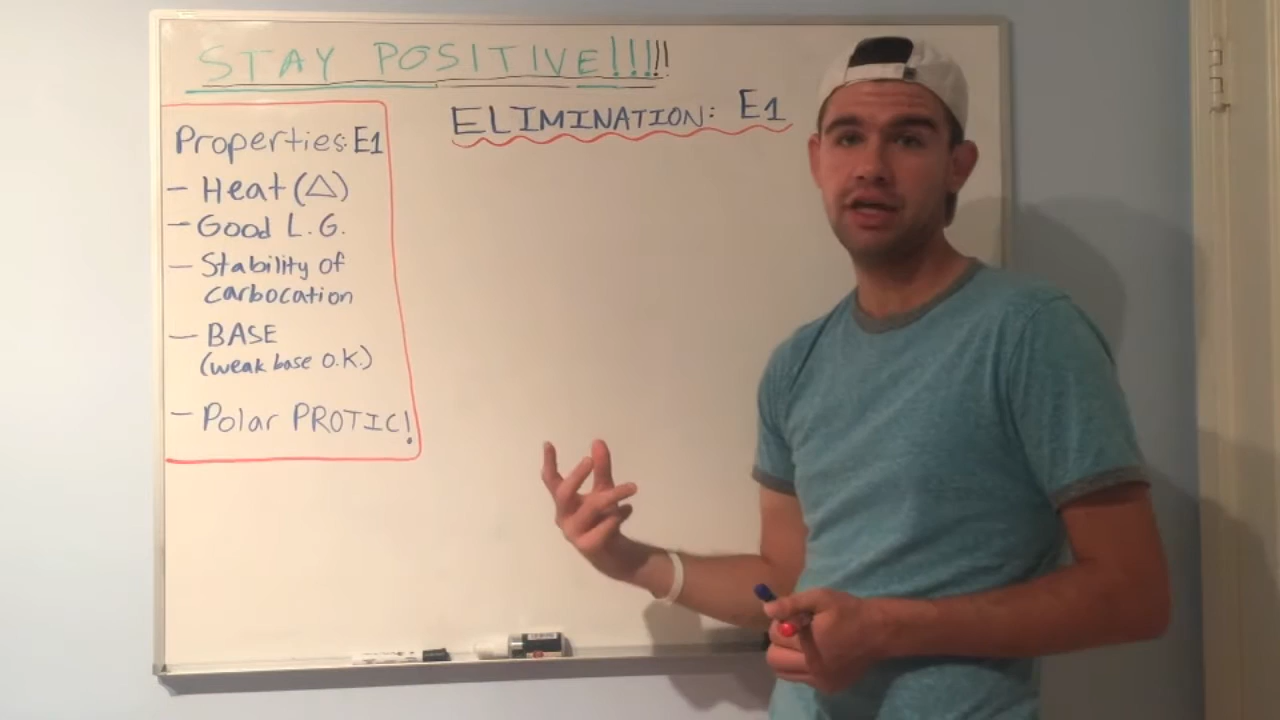 STAY POSITIVE!!!!!
ELIMINATION: E1
Properties: E1
- Heat (△)
- Good L.G.
- Stability of
carbocation
- BASE
(weak base O.K.)
- Polar PROTIC!